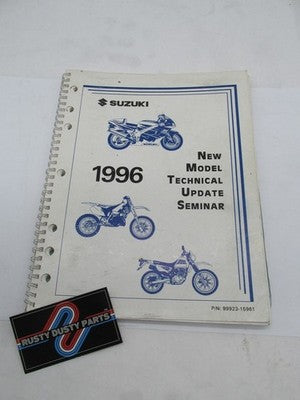 SUZUKI
1996
NEW
MODEL
TECHNICAL
UPDATE
SEMINAR
P/N: 99923-15961
RUSTY DUSTY PARTS